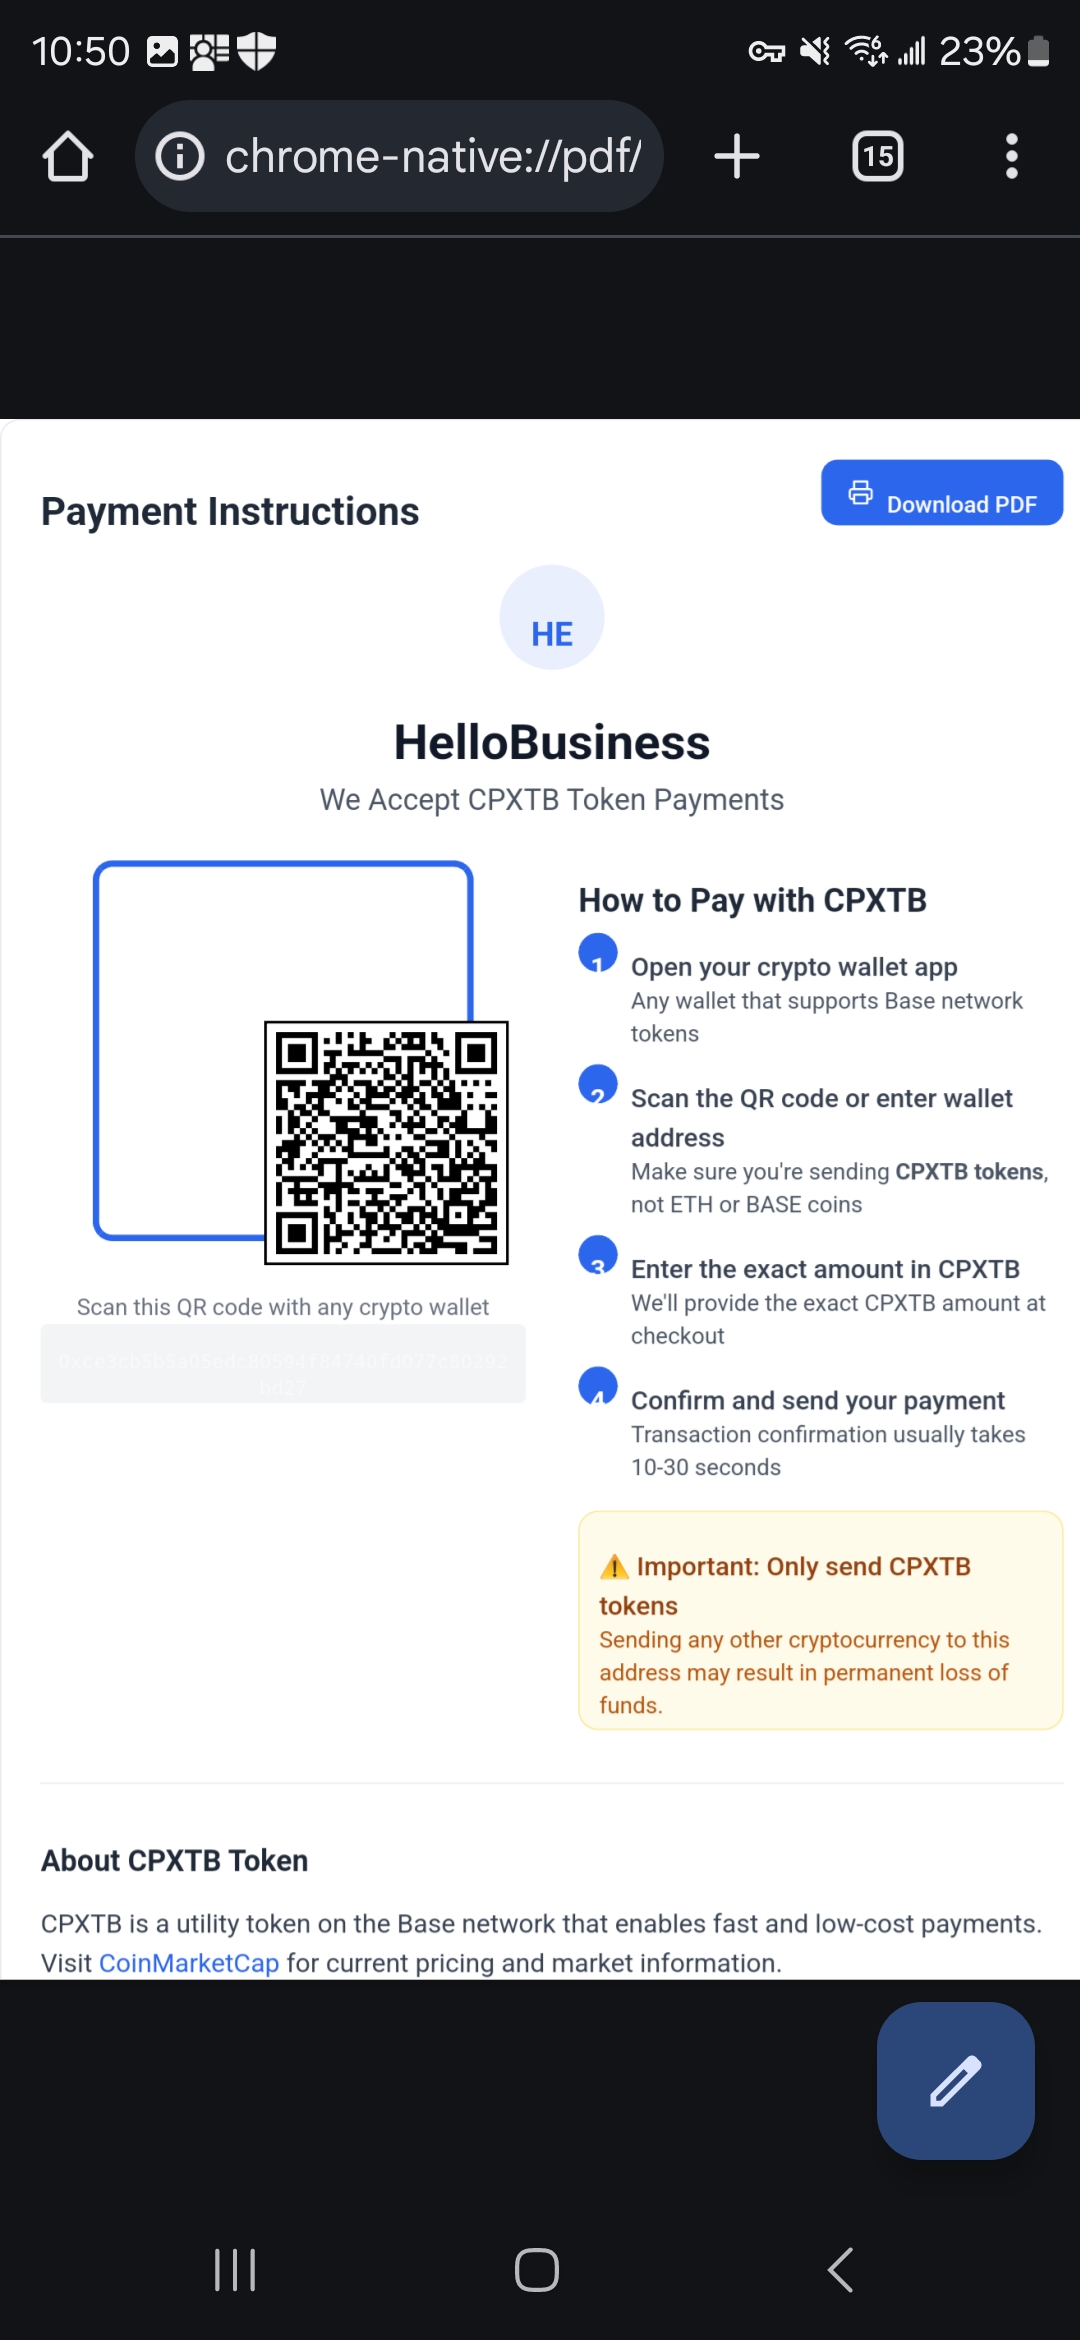 10:50
23%
chrome-native://pdf/
15
Payment Instructions
Download PDF
HE
HelloBusiness
We Accept CPXTB Token Payments
Scan this QR code with any crypto wallet
How to Pay with CPXTB
1
Open your crypto wallet app
Any wallet that supports Base network
tokens
2
Scan the QR code or enter wallet
address
Make sure you're sending CPXTB tokens,
not ETH or BASE coins
3
Enter the exact amount in CPXTB
We'll provide the exact CPXTB amount at
checkout
4
Confirm and send your payment
Transaction confirmation usually takes
10-30 seconds
⚠️ Important: Only send CPXTB
tokens
Sending any other cryptocurrency to this
address may result in permanent loss of
funds.
About CPXTB Token
CPXTB is a utility token on the Base network that enables fast and low-cost payments.
Visit CoinMarketCap for current pricing and market information.